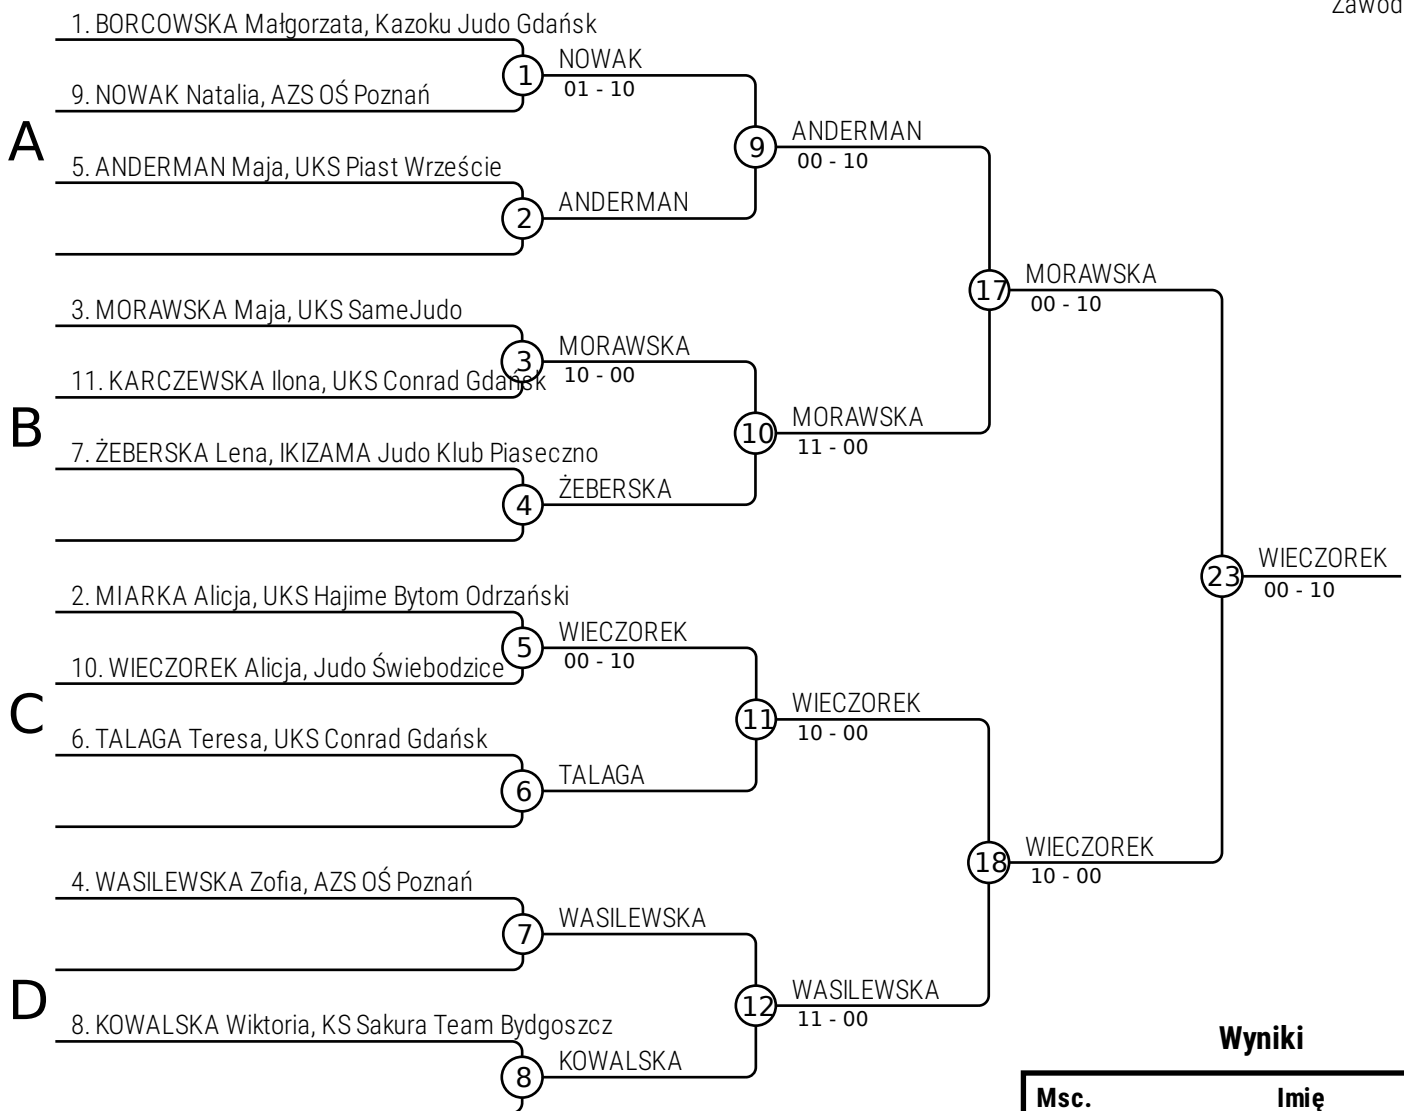 Zawod
1. BORCOWSKA Małgorzata, Kazoku Judo Gdańsk
1
NOWAK
01 - 10
9. NOWAK Natalia, AZS OŚ Poznań
A
9
ANDERMAN
00 - 10
5. ANDERMAN Maja, UKS Piast Wrzeście
2
ANDERMAN
17
MORAWSKA
00 - 10
3. MORAWSKA Maja, UKS SameJudo
3
MORAWSKA
10 - 00
11. KARCZEWSKA Ilona, UKS Conrad Gdańsk
B
10
MORAWSKA
11 - 00
7. ŻEBERSKA Lena, IKIZAMA Judo Klub Piaseczno
4
ŻEBERSKA
23
WIECZOREK
00 - 10
2. MIARKA Alicja, UKS Hajime Bytom Odrzański
5
WIECZOREK
00 - 10
10. WIECZOREK Alicja, Judo Świebodzice
C
11
WIECZOREK
10 - 00
6. TALAGA Teresa, UKS Conrad Gdańsk
6
TALAGA
18
WIECZOREK
10 - 00
4. WASILEWSKA Zofia, AZS OŚ Poznań
7
WASILEWSKA
D
12
WASILEWSKA
11 - 00
8. KOWALSKA Wiktoria, KS Sakura Team Bydgoszcz
8
KOWALSKA
Wyniki
Msc. Imię